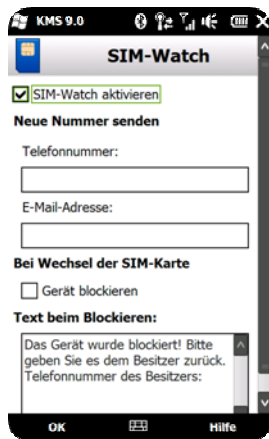 KMS 9.0
SIM-Watch
SIM-Watch aktivieren
Neue Nummer senden
Telefonnummer:
E-Mail-Adresse:
Bei Wechsel der SIM-Karte
Gerät blockieren
Text beim Blockieren:
Das Gerät wurde blockiert! Bitte
geben Sie es dem Besitzer zurück.
Telefonnummer des Besitzers:
OK
Hilfe